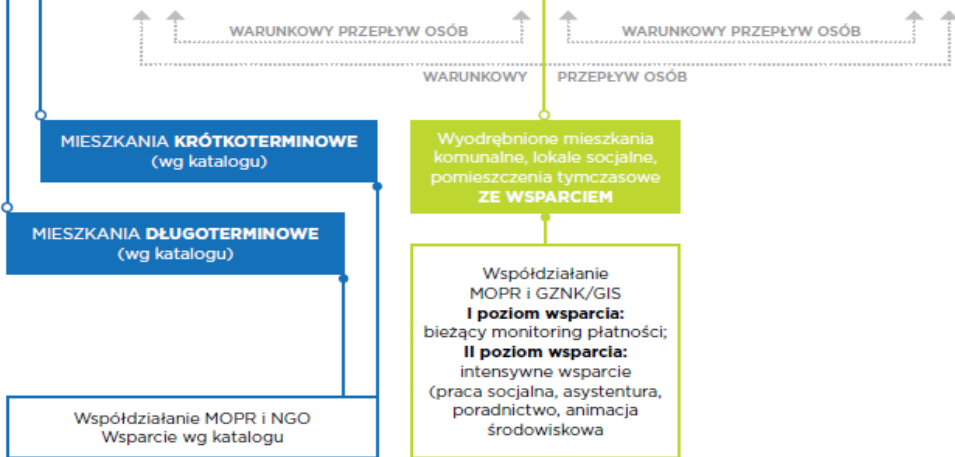 WARUNKOWY PRZEPŁYW OSÓB
WARUNKOWY PRZEPŁYW OSÓB
WARUNKOWY PRZEPŁYW OSÓB
MIESZKANIA KRÓTKOTERMINOWE
(wg katalogu)
MIESZKANIA DŁUGOTERMINOWE
(wg katalogu)
Współdziałanie MOPR i NGO
Wsparcie wg katalogu
Wyodrębnione mieszkania
komunalne, lokale socjalne,
pomieszczenia tymczasowe
ZE WSPARCIEM
Współdziałanie
MOPR i GZNK/GIS
I poziom wsparcia:
bieżący monitoring płatności;
II poziom wsparcia:
intensywne wsparcie
(praca socjalna, asystentura,
poradnictwo, animacja
środowiskowa